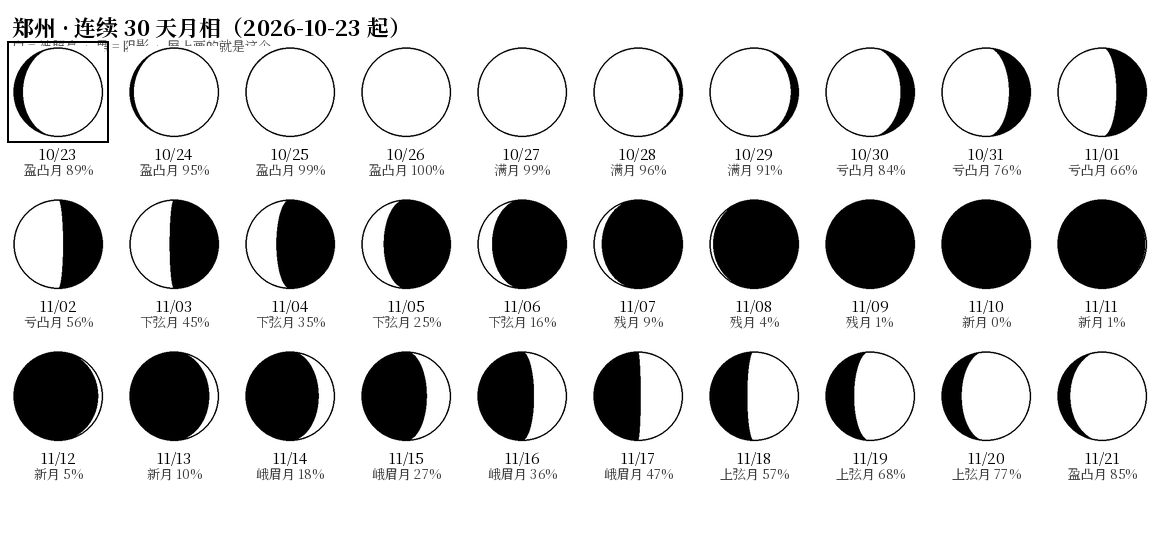 郑州 · 连续 30 天月相（2026-10-23 起）
10/23 10/24 10/25 10/26 10/27 10/28 10/29 10/30 10/31 11/01
盈凸月 89% 盈凸月 95% 盈凸月 99% 盈凸月 100% 满月 99% 满月 96% 满月 91% 亏凸月 84% 亏凸月 76% 亏凸月 66%
11/02 11/03 11/04 11/05 11/06 11/07 11/08 11/09 11/10 11/11
亏凸月 56% 下弦月 45% 下弦月 35% 下弦月 25% 下弦月 16% 残月 9% 残月 4% 残月 1% 新月 0% 新月 1%
11/12 11/13 11/14 11/15 11/16 11/17 11/18 11/19 11/20 11/21
新月 5% 新月 10% 峨眉月 18% 峨眉月 27% 峨眉月 36% 峨眉月 47% 上弦月 57% 上弦月 68% 上弦月 77% 盈凸月 85%